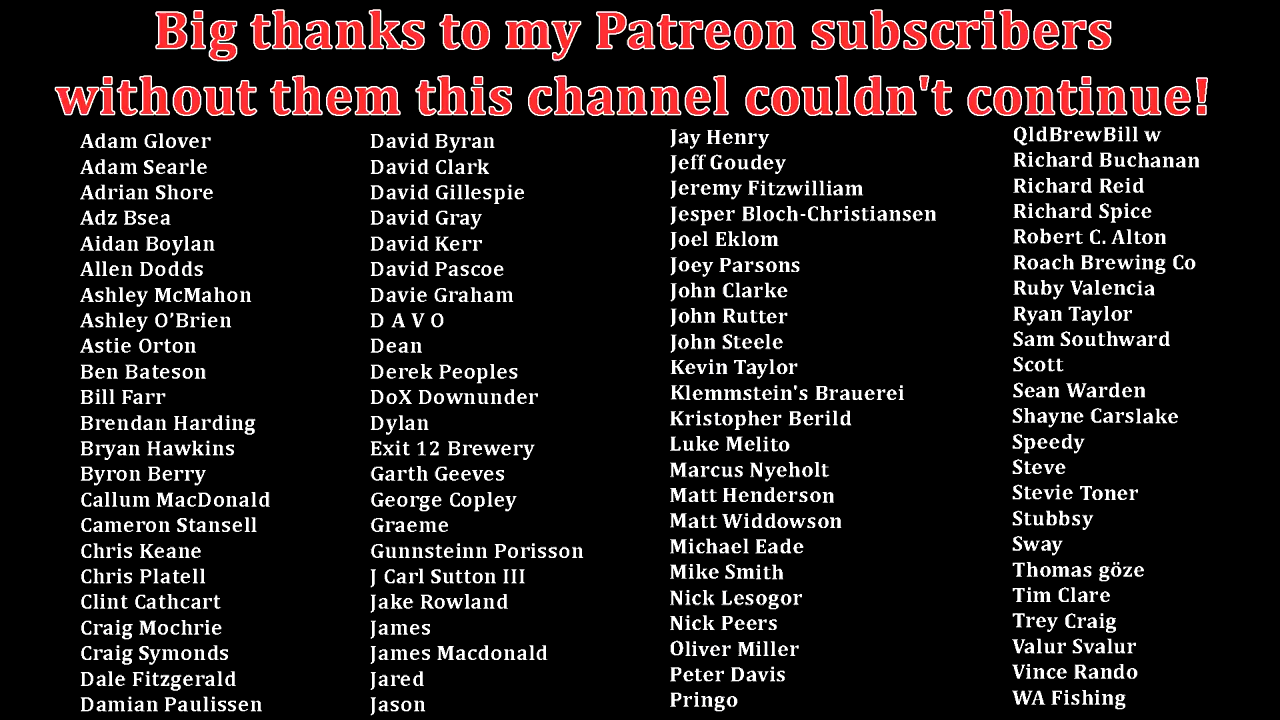 Big thanks to my Patreon subscribers
without them this channel couldn't continue!
Adam Glover
Adam Searle
Adrian Shore
Adz Bsea
Aidan Boylan
Allen Dodds
Ashley McMahon
Ashley O’Brien
Astie Orton
Ben Bateson
Bill Farr
Brendan Harding
Bryan Hawkins
Byron Berry
Callum MacDonald
Cameron Stansell
Chris Keane
Chris Platell
Clint Cathcart
Craig Mochrie
Craig Symonds
Dale Fitzgerald
Damian Paulissen
David Byran
David Clark
David Gillespie
David Gray
David Kerr
David Pascoe
Davie Graham
D A V O
Dean
Derek Peoples
DoX Downunder
Dylan
Exit 12 Brewery
Garth Geeves
George Copley
Graeme
Gunnsteinn Porisson
J Carl Sutton III
Jake Rowland
James
James Macdonald
Jared
Jason
Jay Henry
Jeff Goudey
Jeremy Fitzwilliam
Jesper Bloch-Christiansen
Joel Eklom
Joey Parsons
John Clarke
John Rutter
John Steele
Kevin Taylor
Klemmstein's Brauerei
Kristopher Berild
Luke Melito
Marcus Nyeholt
Matt Henderson
Matt Widdowson
Michael Eade
Mike Smith
Nick Lesogor
Nick Peers
Oliver Miller
Peter Davis
Pringo
QldBrewBill w
Richard Buchanan
Richard Reid
Richard Spice
Robert C. Alton
Roach Brewing Co
Ruby Valencia
Ryan Taylor
Sam Southward
Scott
Sean Warden
Shayne Carslake
Speedy
Steve
Stevie Toner
Stubbsy
Sway
Thomas göze
Tim Clare
Trey Craig
Valur Svalur
Vince Rando
WA Fishing